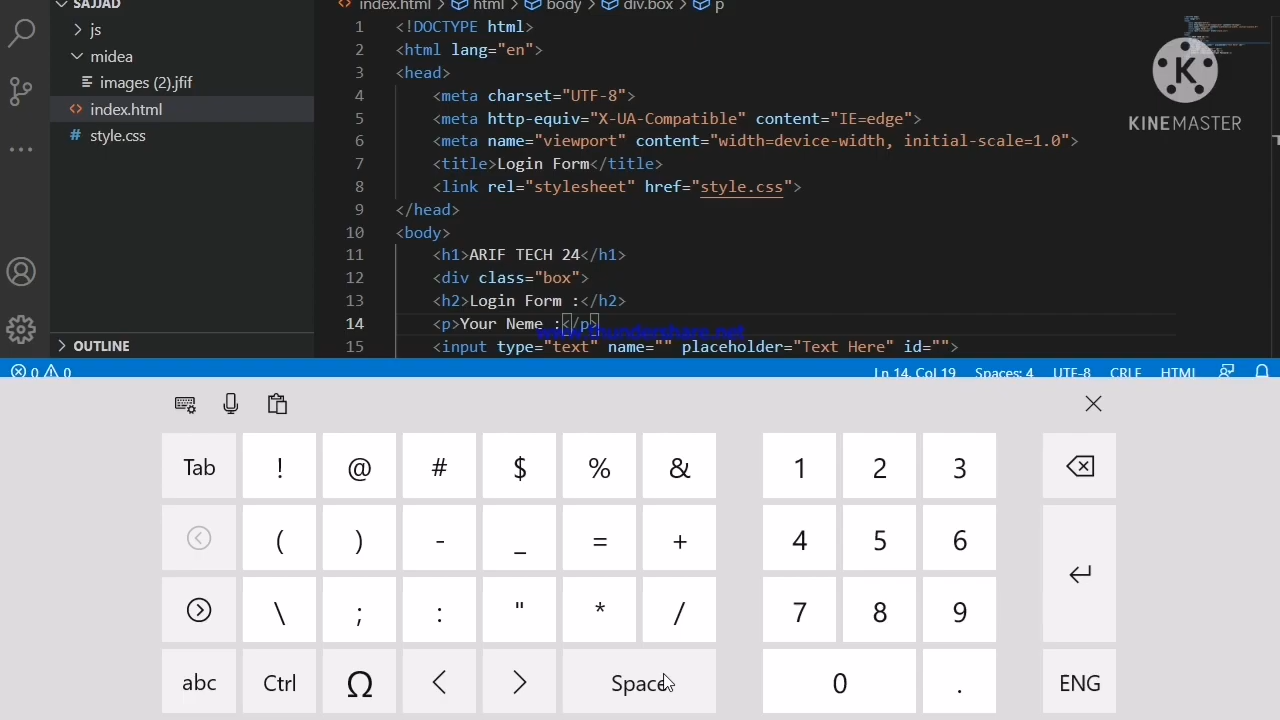 SAJJAD
index.html > html > body > div.box > p
js
midea
images (2).jfif
index.html
style.css
OUTLINE
1 <!DOCTYPE html>
2 <html lang="en">
3 <head>
4 <meta charset="UTF-8">
5 <meta http-equiv="X-UA-Compatible" content="IE=edge">
6 <meta name="viewport" content="width=device-width, initial-scale=1.0">
7 <title>Login Form</title>
8 <link rel="stylesheet" href="style.css">
9 </head>
10 <body>
11 <h1>ARIF TECH 24</h1>
12 <div class="box">
13 <h2>Login Form :</h2>
14 <p>Your Neme :</p>
www.thundershare.net
15 <input type="text" name="" placeholder="Text Here" id="">
K
KINEMASTER
0 0 Ln 14, Col 19 Spaces: 4 UTF-8 CRLF HTML
Tab ! @ # $ % & 1 2 3
( ) - _ = + 4 5 6
\ ; : " * / 7 8 9
abc Ctrl Ω < > Space 0 . ENG